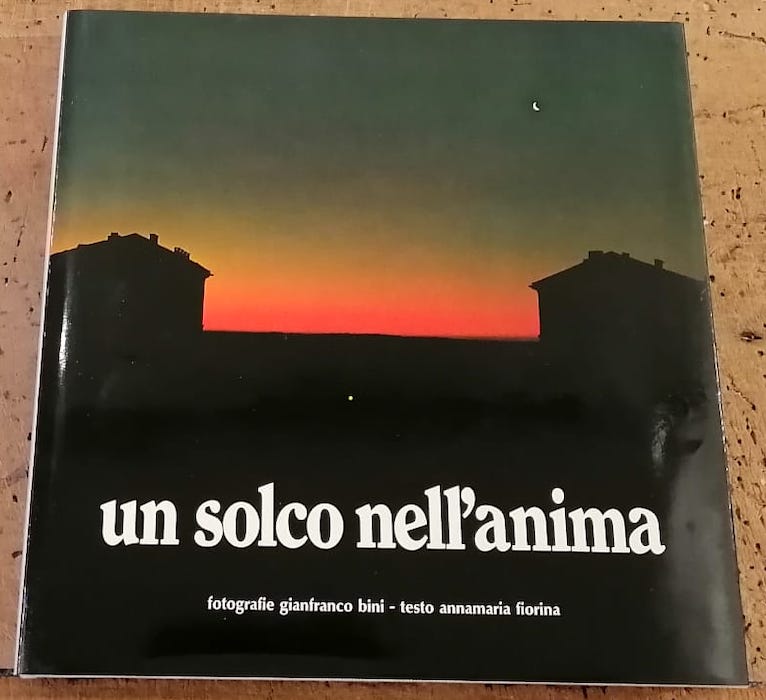 un solco nell'anima
fotografie gianfranco bini - testo annamaria fiorina